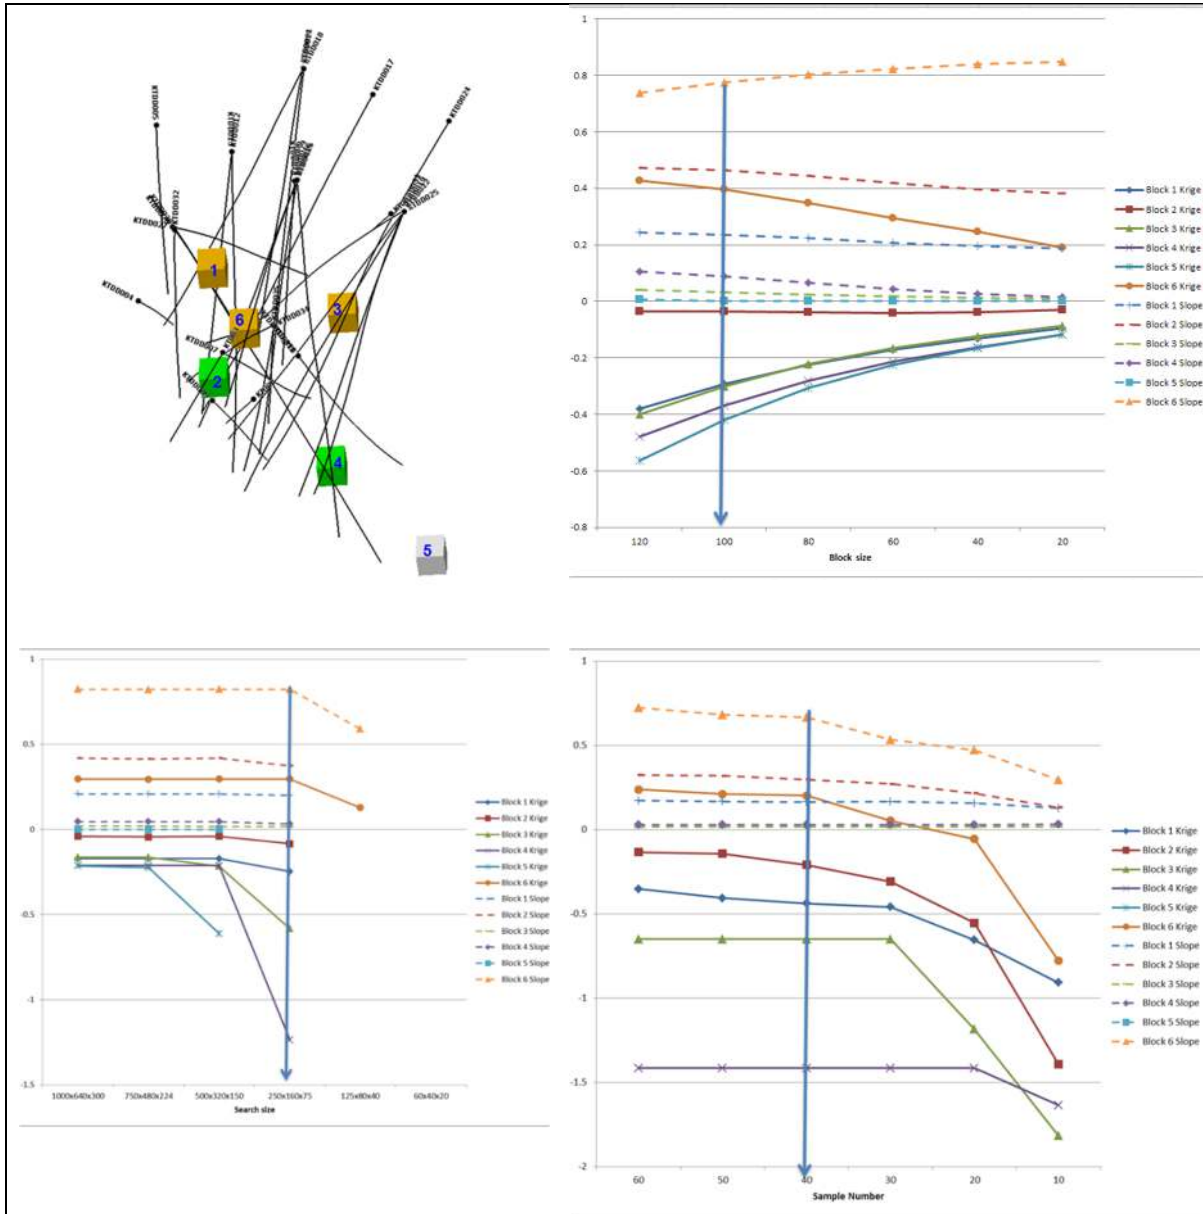 KTDD018
KTDD017
KTDD024
KTDD012
KTDD025
KTDD032
KTDD004
KTDD007
1
6
3
2
4
5
1
0.8
0.6
0.4
0.2
0
-0.2
-0.4
-0.6
-0.8
120
100
80
60
40
20
Block size
Block 1 Krige
Block 2 Krige
Block 3 Krige
Block 4 Krige
Block 5 Krige
Block 6 Krige
Block 1 Slope
Block 2 Slope
Block 3 Slope
Block 4 Slope
Block 5 Slope
Block 6 Slope
1
0.5
0
-0.5
-1
-1.5
1000x640x300
750x480x224
500x320x150
250x160x75
125x80x40
60x40x20
Search size
Block 1 Krige
Block 2 Krige
Block 3 Krige
Block 4 Krige
Block 5 Krige
Block 6 Krige
Block 1 Slope
Block 2 Slope
Block 3 Slope
Block 4 Slope
Block 5 Slope
Block 6 Slope
1
0.5
0
-0.5
-1
-1.5
-2
60
50
40
30
20
10
Sample Number
Block 1 Krige
Block 2 Krige
Block 3 Krige
Block 4 Krige
Block 5 Krige
Block 6 Krige
Block 1 Slope
Block 2 Slope
Block 3 Slope
Block 4 Slope
Block 5 Slope
Block 6 Slope